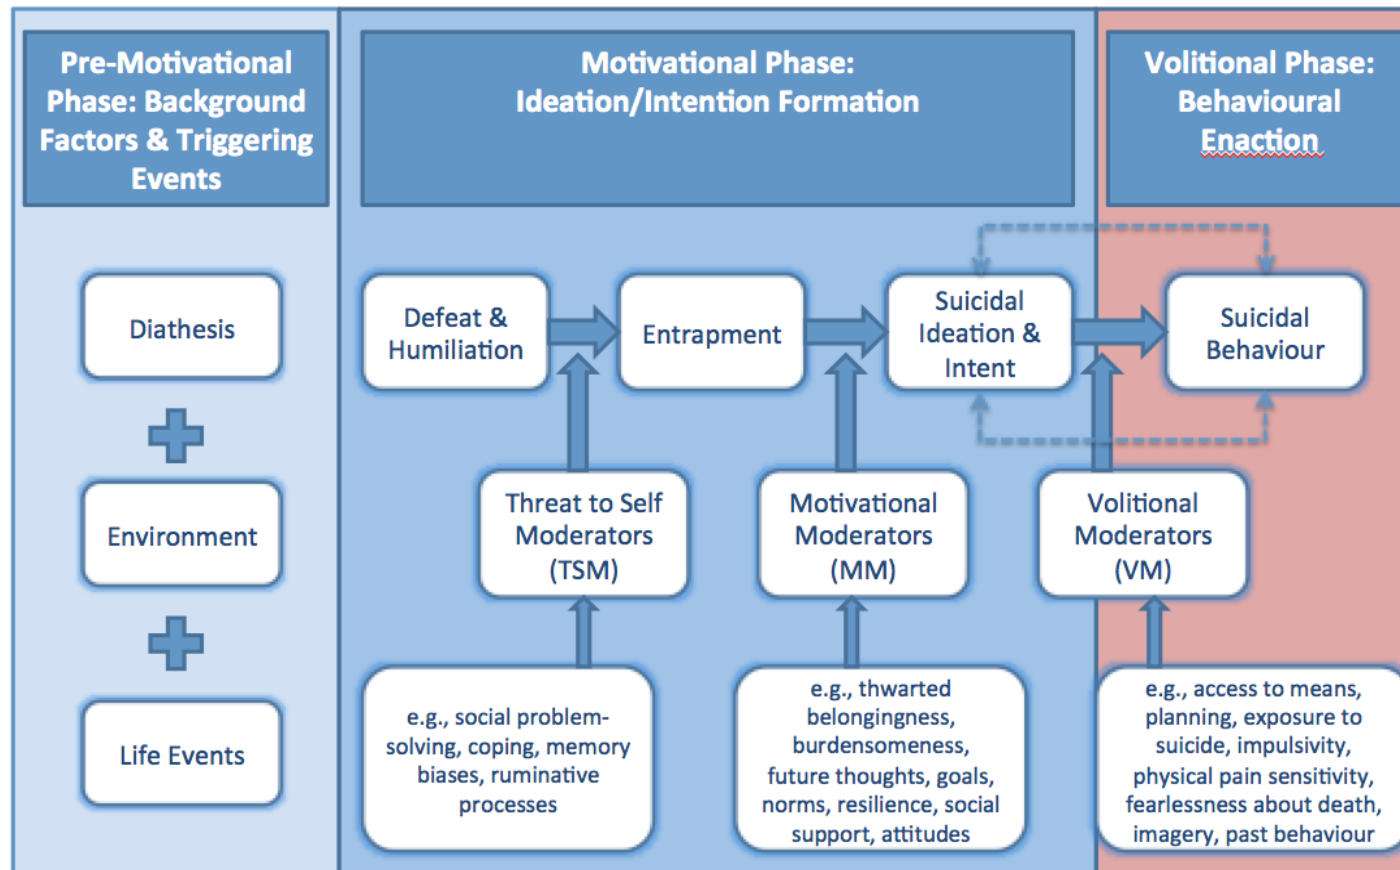 Pre-Motivational
Phase: Background
Factors & Triggering
Events
Motivational Phase:
Ideation/Intention Formation
Volitional Phase:
Behavioural
Enaction
Diathesis
Environment
Life Events
Defeat &
Humiliation
Entrapment
Suicidal
Ideation &
Intent
Suicidal
Behaviour
Threat to Self
Moderators
(TSM)
Motivational
Moderators
(MM)
Volitional
Moderators
(VM)
e.g., social problem-
solving, coping, memory
biases, ruminative
processes
e.g., thwarted
belongingness,
burdensomeness,
future thoughts, goals,
norms, resilience, social
support, attitudes
e.g., access to means,
planning, exposure to
suicide, impulsivity,
physical pain sensitivity,
fearlessness about death,
imagery, past behaviour